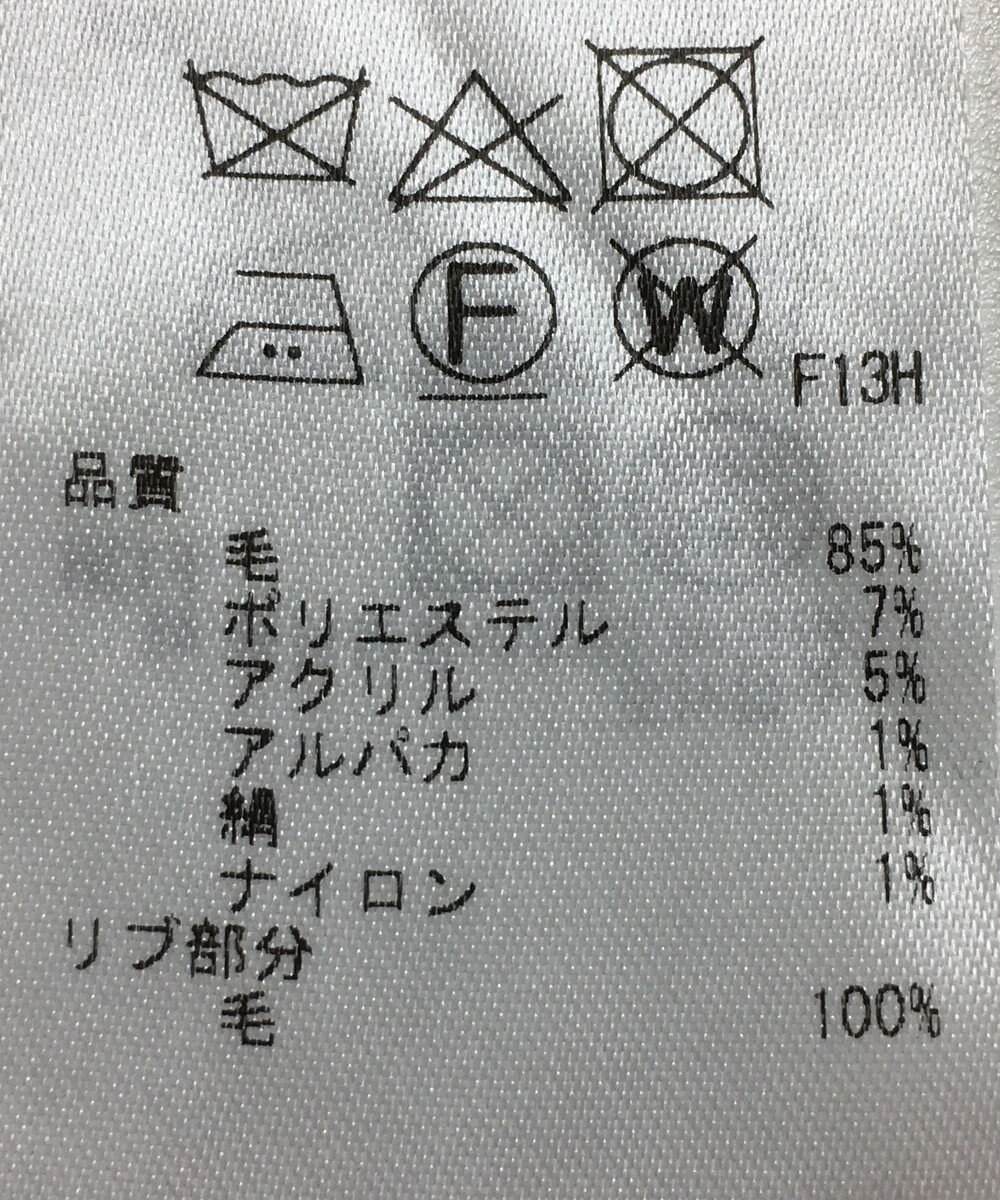 F
W
F13H
品質
毛 85%
ポリエステル 7%
アクリル 5%
アルパカ 1%
1%
ナイロン 1%
リブ部分
毛 100%